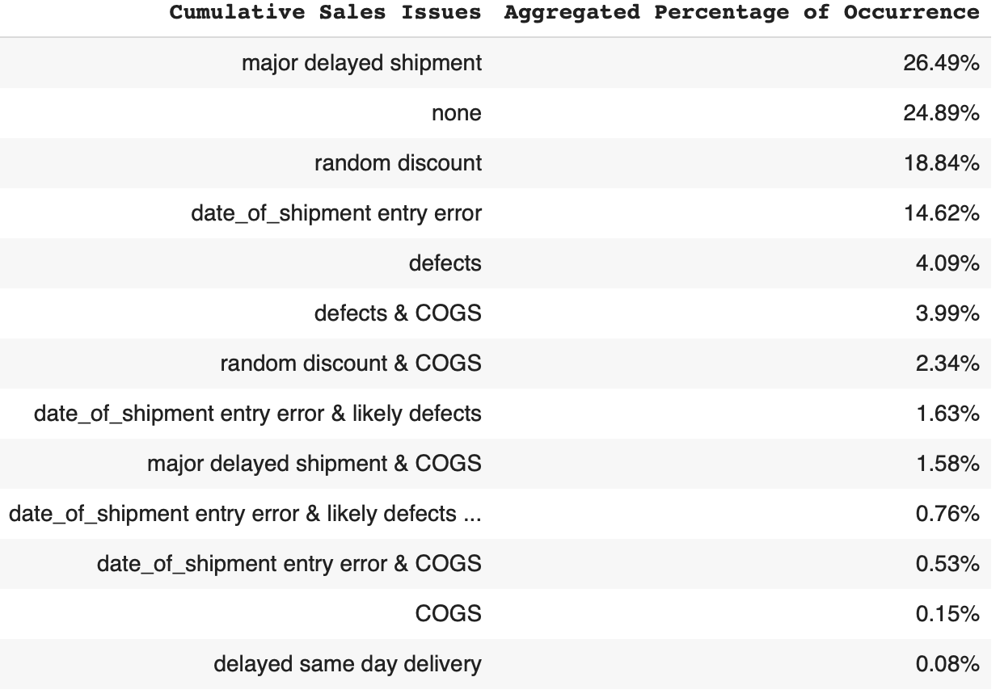 Cumulative Sales Issues Aggregated Percentage of Occurrence
major delayed shipment 26.49%
none 24.89%
random discount 18.84%
date_of_shipment entry error 14.62%
defects 4.09%
defects & COGS 3.99%
random discount & COGS 2.34%
date_of_shipment entry error & likely defects 1.63%
major delayed shipment & COGS 1.58%
date_of_shipment entry error & likely defects ... 0.76%
date_of_shipment entry error & COGS 0.53%
COGS 0.15%
delayed same day delivery 0.08%